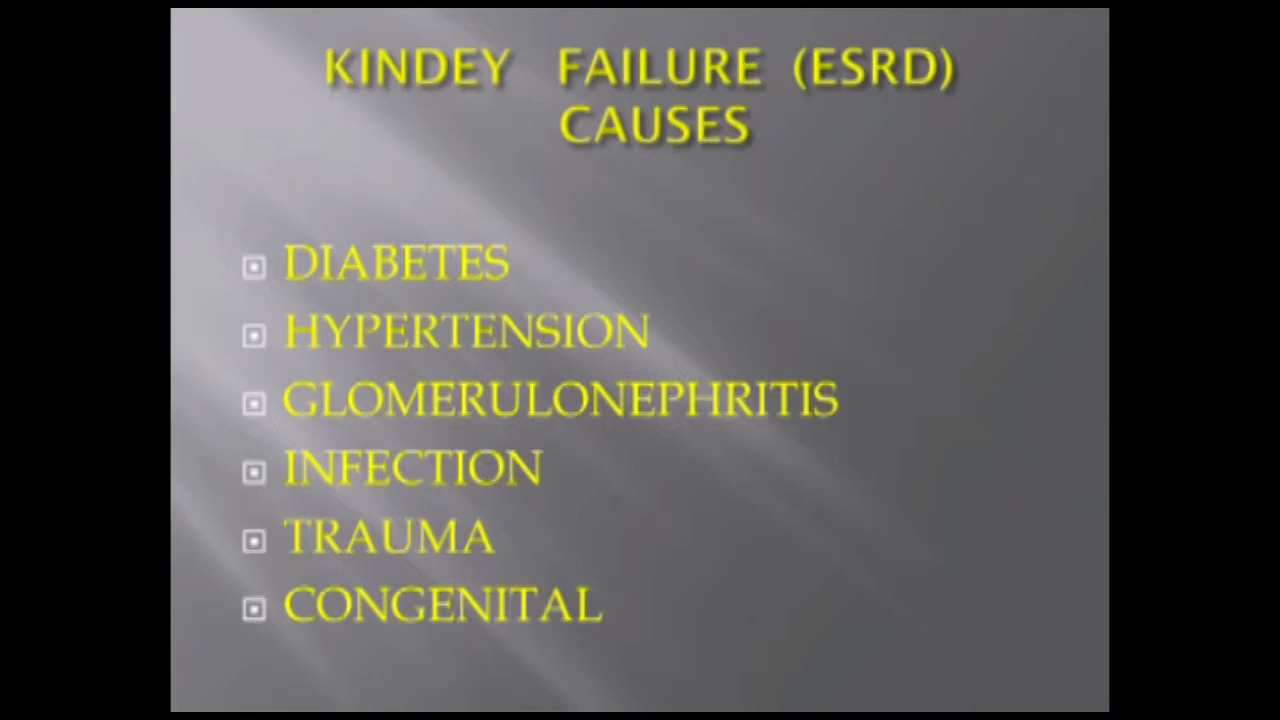 KINDEY FAILURE (ESRD)
CAUSES
DIABETES
HYPERTENSION
GLOMERULONEPHRITIS
INFECTION
TRAUMA
CONGENITAL